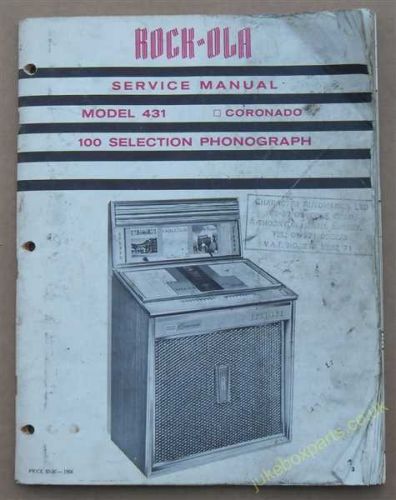 ROCK-OLA
SERVICE MANUAL
MODEL 431 □ CORONADO
100 SELECTION PHONOGRAPH
jukeboxparts.co.uk